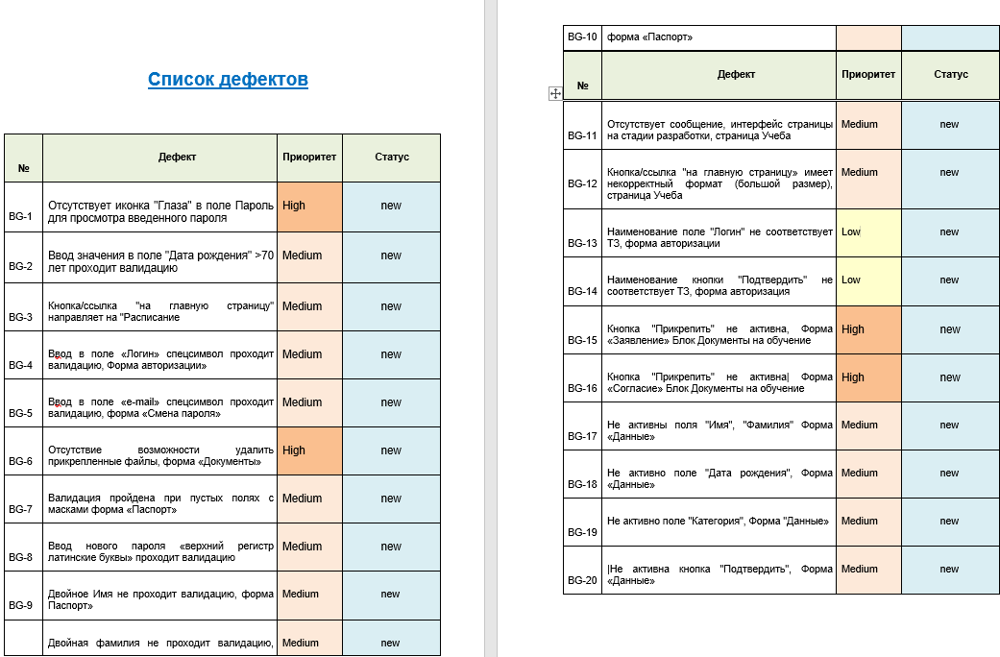 Список дефектов
№ Дефект Приоритет Статус
BG-1 Отсутствует иконка "Глаза" в поле Пароль High new
для просмотра введенного пароля
BG-2 Ввод значения в поле "Дата рождения" >70 Medium new
лет проходит валидацию
BG-3 Кнопка/ссылка "на главную страницу" Medium new
направляет на "Расписание
BG-4 Ввод в поле «Логин» спецсимвол проходит Medium new
валидацию, Форма авторизации»
BG-5 Ввод в поле «e-mail» спецсимвол проходит Medium new
валидацию, форма «Смена пароля»
BG-6 Отсутствие возможности удалить High new
прикрепленные файлы, форма «Документы»
BG-7 Валидация пройдена при пустых полях с Medium new
масками форма «Паспорт»
BG-8 Ввод нового пароля «верхний регистр Medium new
латинские буквы» проходит валидацию
BG-9 Двойное Имя не проходит валидацию, форма Medium new
Паспорт»
Двойная фамилия не проходит валидацию, Medium new
BG-10 форма «Паспорт»
№ Дефект Приоритет Статус
BG-11 Отсутствует сообщение, интерфейс страницы Medium new
на стадии разработки, страница Учеба
BG-12 Кнопка/ссылка "на главную страницу» имеет Medium new
некорректный формат (большой размер),
страница Учеба
BG-13 Наименование поле "Логин" не соответствует Low new
ТЗ, форма авторизации
BG-14 Наименование кнопки "Подтвердить" не Low new
соответствует ТЗ, форма авторизация
BG-15 Кнопка "Прикрепить" не активна, Форма High new
«Заявление» Блок Документы на обучение
BG-16 Кнопка "Прикрепить" не активна| Форма High new
«Согласие» Блок Документы на обучение
BG-17 Не активны поля "Имя", "Фамилия" Форма Medium new
«Данные»
BG-18 Не активно поле "Дата рождения", Форма Medium new
«Данные»
BG-19 Не активно поле "Категория", Форма "Данные» Medium new
BG-20 |Не активна кнопка "Подтвердить", Форма Medium new
«Данные»